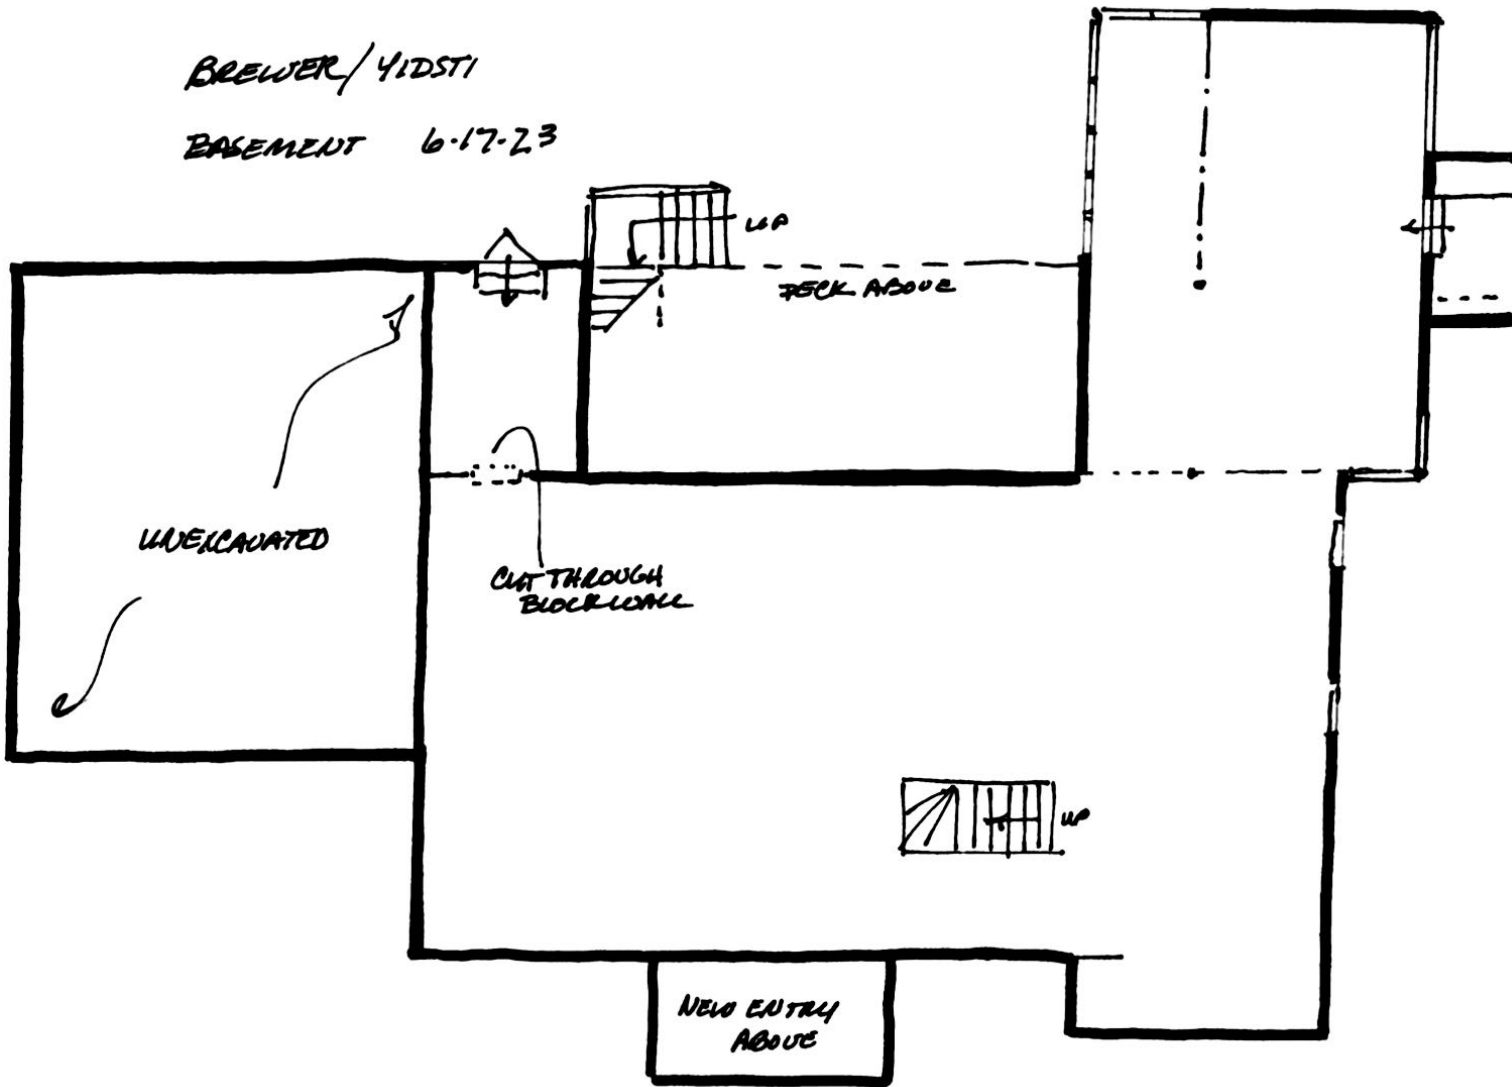 BREWER/YIDSTI
BASEMENT 6-17-23
UP
DECK ABOVE
UNEXCAVATED
CUT THROUGH
BLOCK WALL
UP
NEW ENTRY
ABOVE